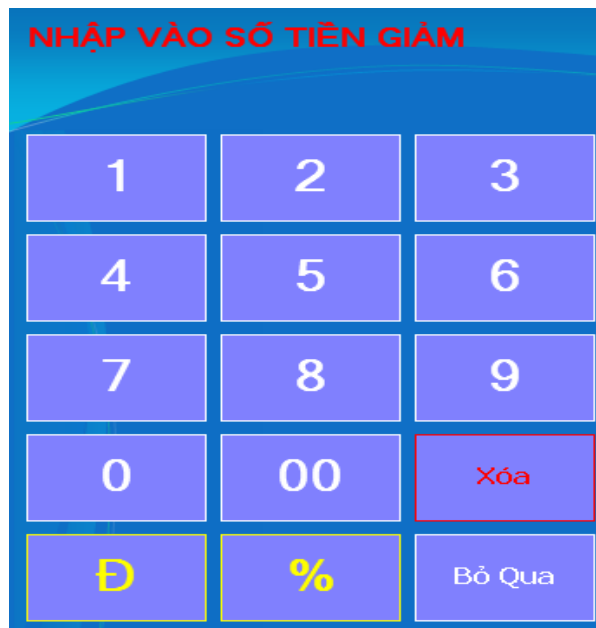 NHẬP VÀO SỐ TIỀN GIẢM
1 2 3
4 5 6
7 8 9
0 00 Xóa
Đ % Bỏ Qua